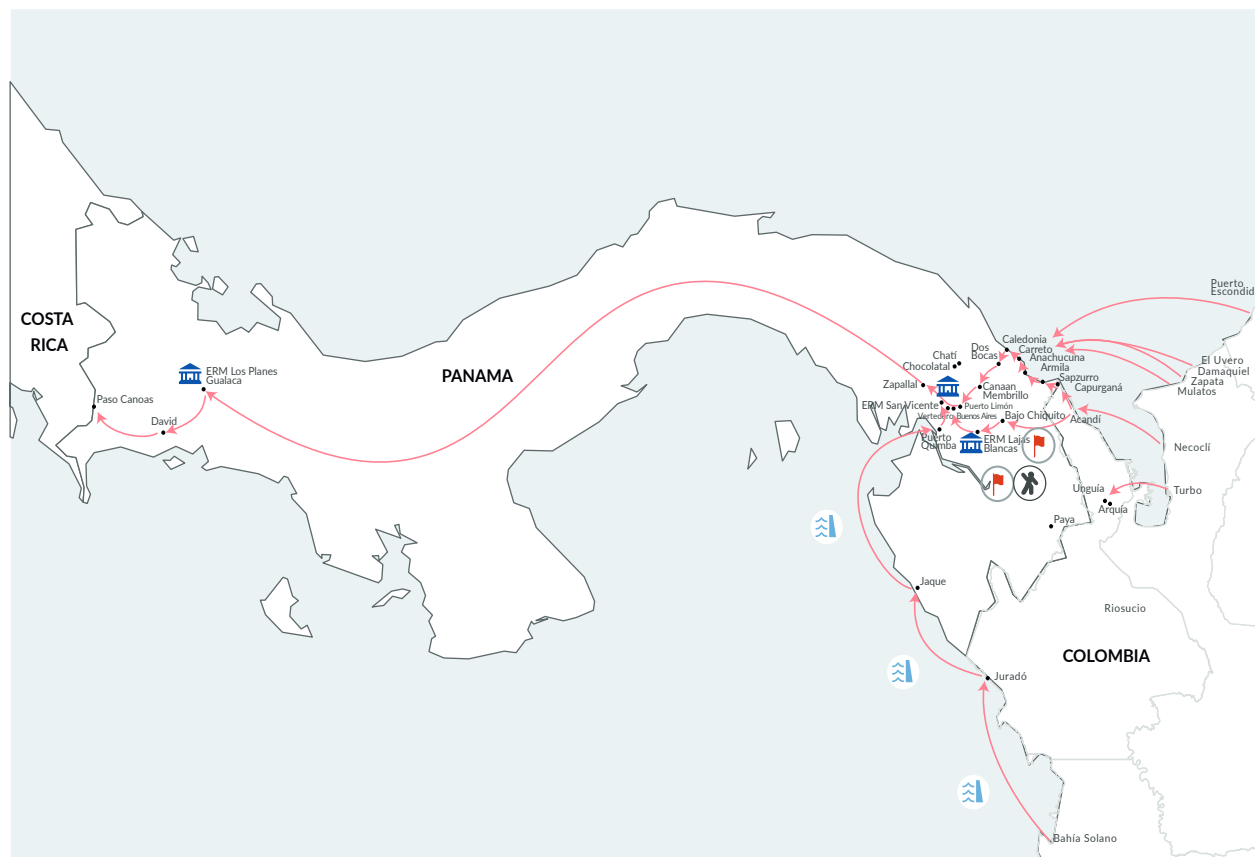 COSTA
RICA
PANAMA
COLOMBIA
ERM Los Planes
Gualaca
Paso Canoas
David
Puerto
Escondid
Caledonia
Carreto
Anachucuna
Armila
Sapzurro
Capurganá
Dos
Bocas
Chatí
Chocolatal
Zapallal
Canaan
Membrillo
ERM San Vicente
Puerto Limón
Vertedero
Buenos Aires
Bajo Chiquito
Acandí
Puerto
Quimba
ERM Lajas
Blancas
El Uvero
Damaquiel
Zapata
Mulatos
Necoclí
Turbo
Unguía
Arquía
Paya
Jaque
Riosucio
Juradó
Bahía Solano